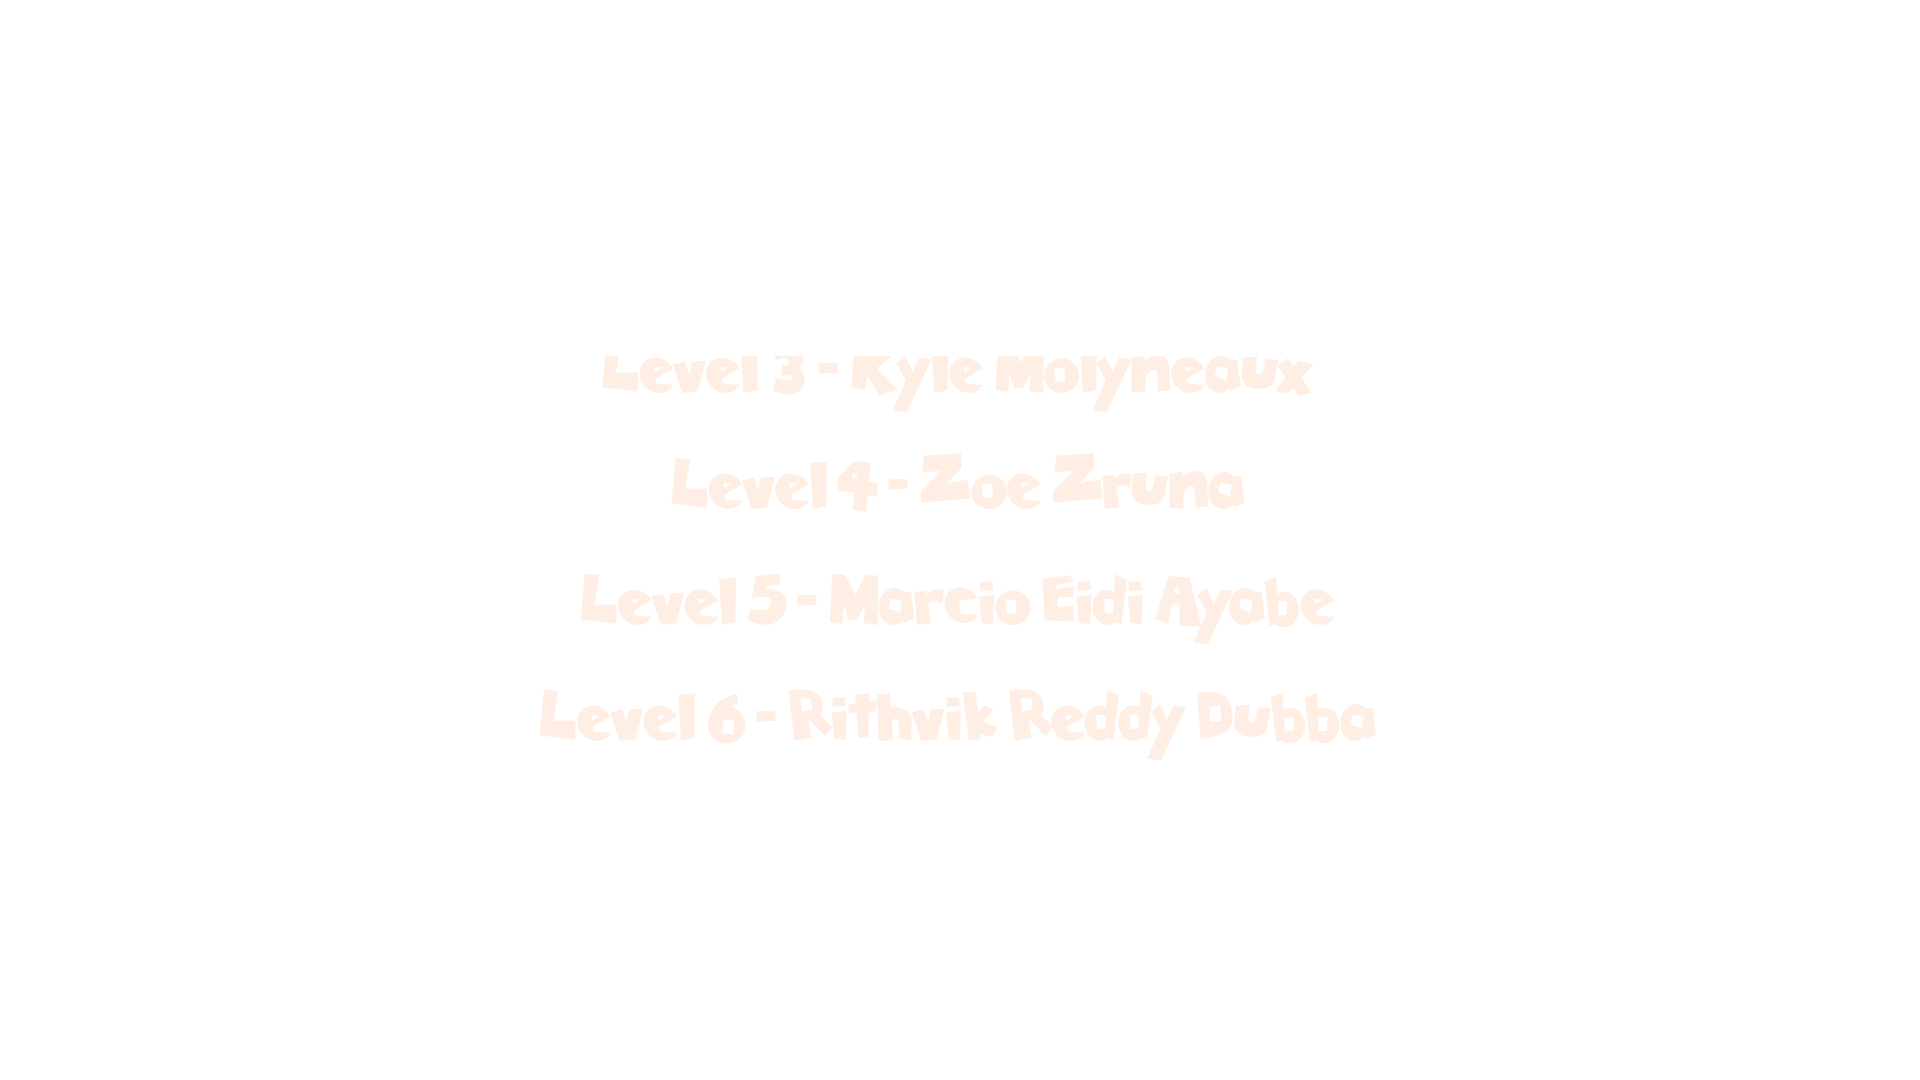 Level 3 - Kyle Molyneaux
Level 4 - Zoe Zruna
Level 5 - Marcio Eidi Ayabe
Level 6 - Rithvik Reddy Dubba